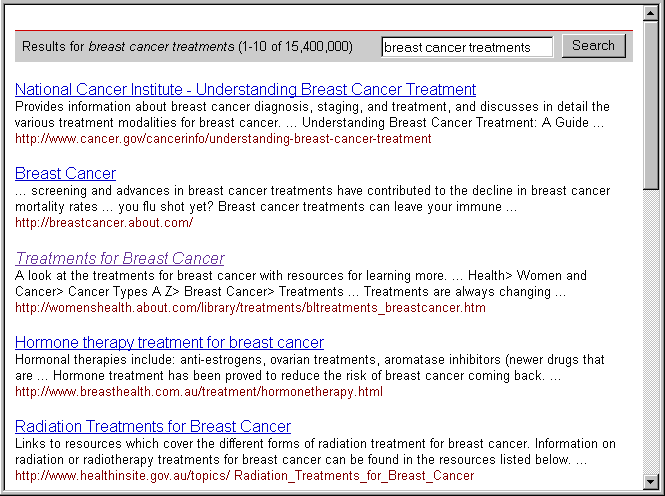 Results for breast cancer treatments (1-10 of 15,400,000) breast cancer treatments Search
National Cancer Institute - Understanding Breast Cancer Treatment
Provides information about breast cancer diagnosis, staging, and treatment, and discusses in detail the
various treatment modalities for breast cancer. ... Understanding Breast Cancer Treatment: A Guide ...
http://www.cancer.gov/cancerinfo/understanding-breast-cancer-treatment
Breast Cancer
... screening and advances in breast cancer treatments have contributed to the decline in breast cancer
mortality rates ... you flu shot yet? Breast cancer treatments can leave your immune ...
http://breastcancer.about.com/
Treatments for Breast Cancer
A look at the treatments for breast cancer with resources for learning more. ... Health> Women and
Cancer> Cancer Types A Z> Breast Cancer> Treatments ... Treatments are always changing ...
http://womenshealth.about.com/library/treatments/bltreatments_breastcancer.htm
Hormone therapy treatment for breast cancer
Hormonal therapies include: anti-estrogens, ovarian treatments, aromatase inhibitors (newer drugs that
are ... Hormone treatment has been proved to reduce the risk of breast cancer coming back. ...
http://www.breasthealth.com.au/treatment/hormonetherapy.html
Radiation Treatments for Breast Cancer
Links to resources which cover the different forms of radiation treatment for breast cancer. Information on
radiation or radiotherapy treatments for breast cancer can be found in the resources listed below. ...
http://www.healthinsite.gov.au/topics/ Radiation_Treatments_for_Breast_Cancer